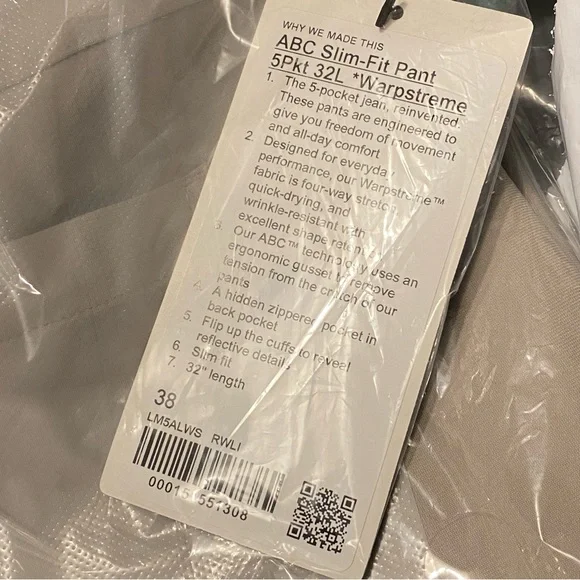 WHY WE MADE THIS
ABC Slim-Fit Pant
5Pkt 32L *Warpstreme
1. The 5-pocket jean, reinvented.
These pants are engineered to
give you freedom of movement
and all-day comfort
2. Designed for everyday
performance, our Warpstreme™
fabric is four-way stretch,
quick-drying, and
wrinkle-resistant with
excellent shape retention
3. Our ABC™ technology uses an
ergonomic gusset to remove
tension from the crotch of our
pants
4. A hidden zippered pocket in
back pocket
5. Flip up the cuffs to reveal
reflective details
6. Slim fit
7. 32" length
38
LM5ALWS RWLI